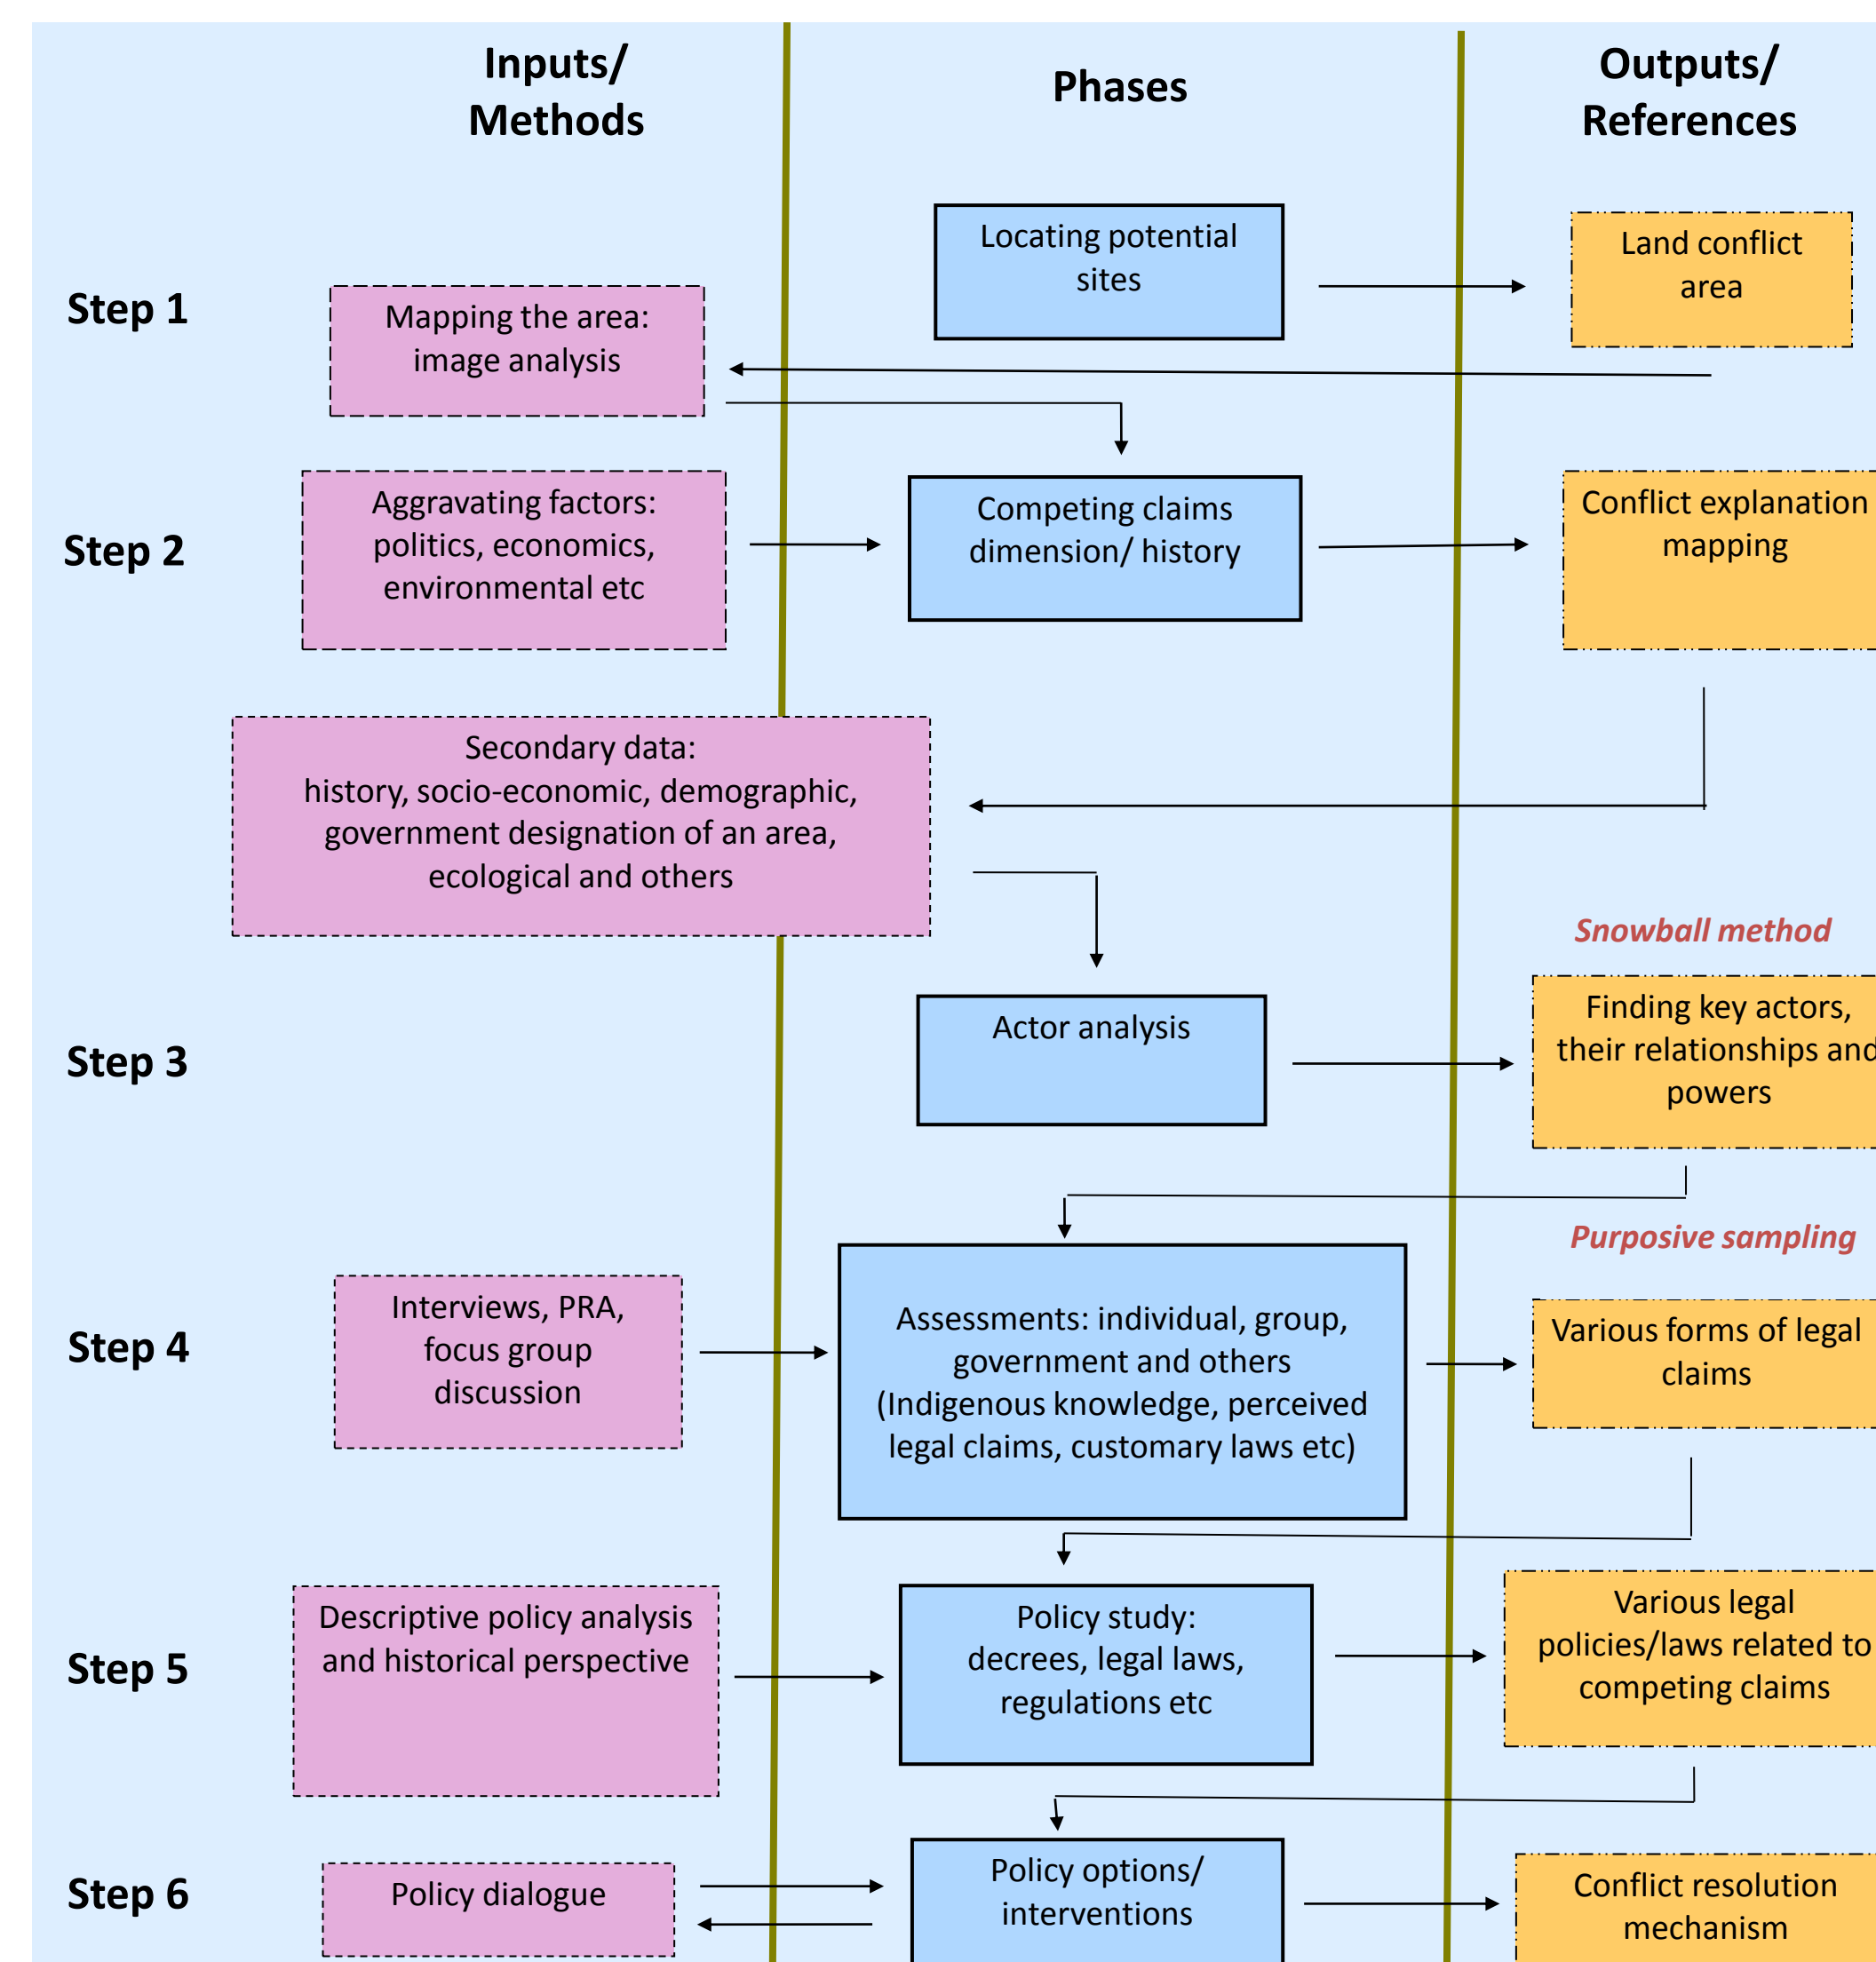 Inputs/
Methods
Phases
Outputs/
References
Step 1
Mapping the area:
image analysis
Locating potential
sites
Land conflict
area
Step 2
Aggravating factors:
politics, economics,
environmental etc
Competing claims
dimension/ history
Conflict explanation
mapping
Secondary data:
history, socio-economic, demographic,
government designation of an area,
ecological and others
Step 3
Actor analysis
Snowball method
Finding key actors,
their relationships and
powers
Step 4
Interviews, PRA,
focus group
discussion
Assessments: individual, group,
government and others
(Indigenous knowledge, perceived
legal claims, customary laws etc)
Purposive sampling
Various forms of legal
claims
Step 5
Descriptive policy analysis
and historical perspective
Policy study:
decrees, legal laws,
regulations etc
Various legal
policies/laws related to
competing claims
Step 6
Policy dialogue
Policy options/
interventions
Conflict resolution
mechanism